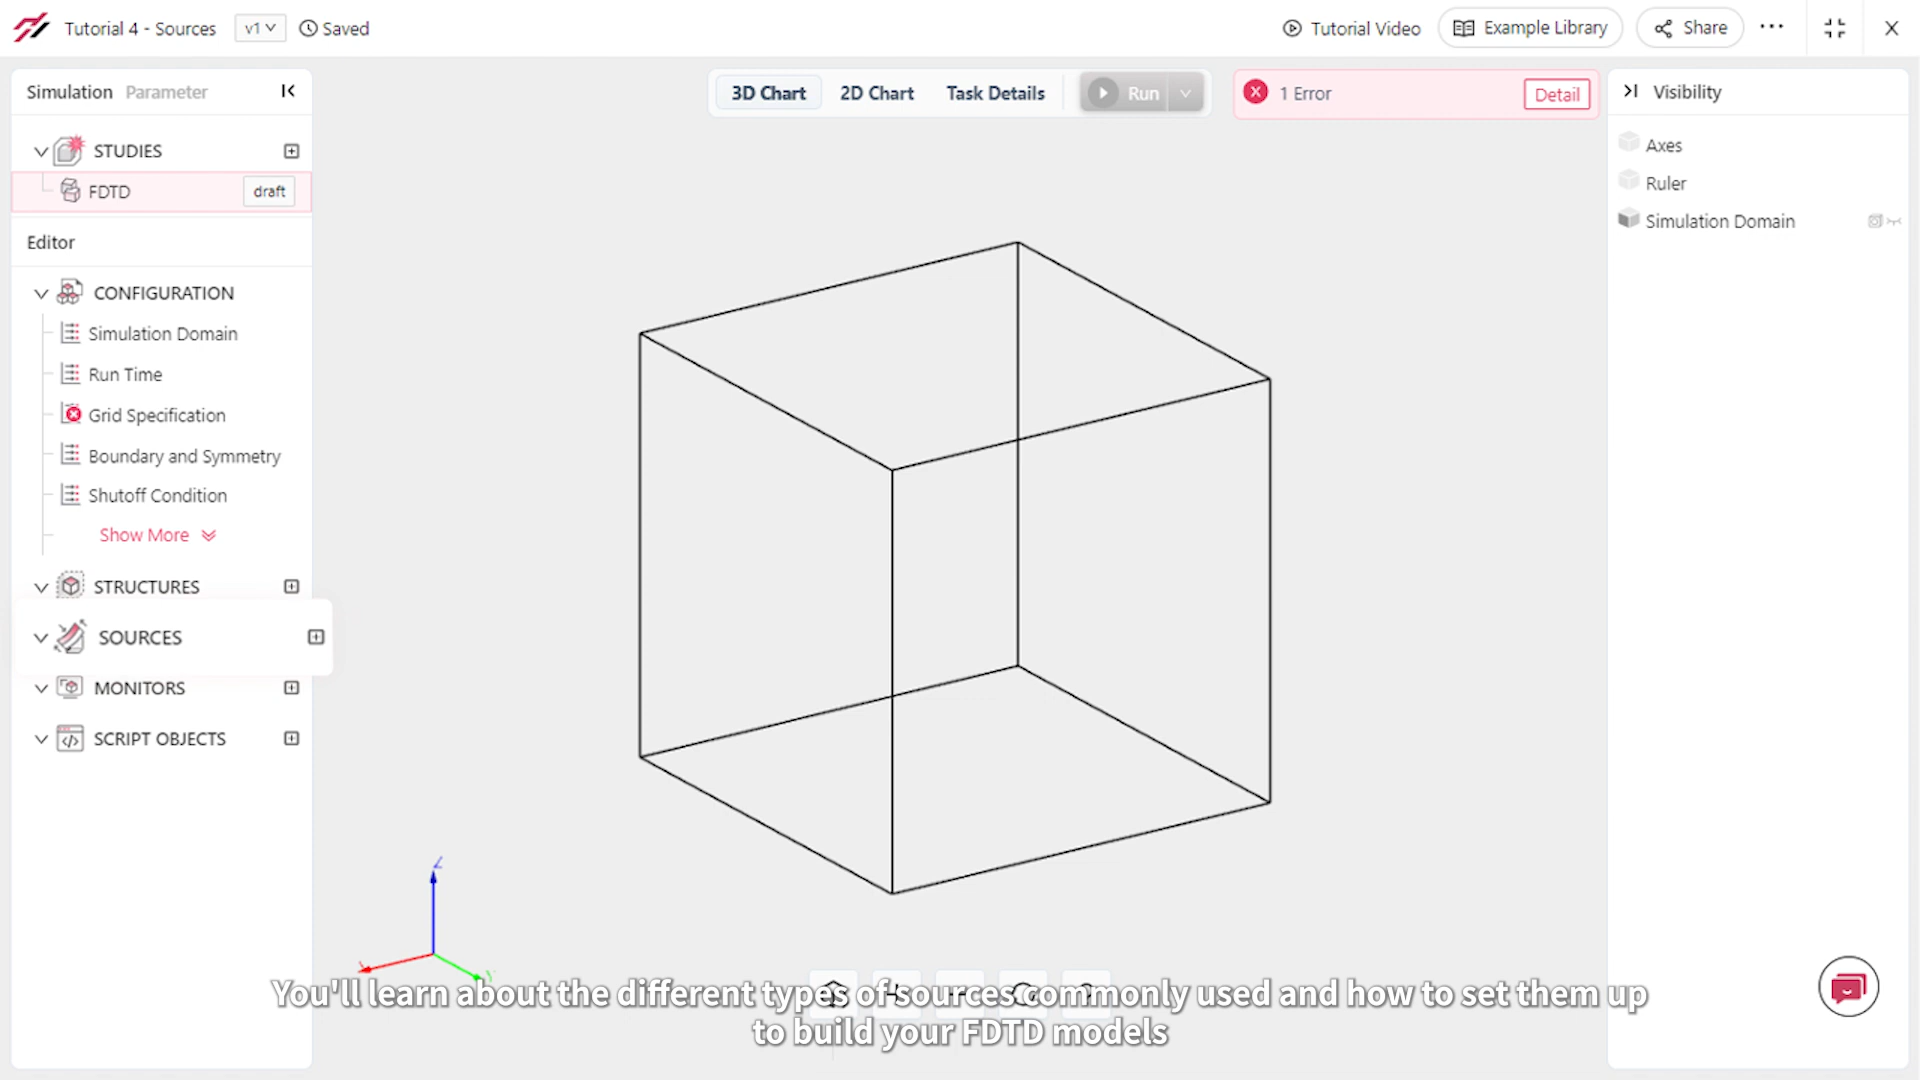 Tutorial 4 - Sources
v1
Saved
Tutorial Video
Example Library
Share
Simulation Parameter
3D Chart
2D Chart
Task Details
Run
1 Error
Detail
Visibility
STUDIES
FDTD
draft
Axes
Ruler
Simulation Domain
Editor
CONFIGURATION
Simulation Domain
Run Time
Grid Specification
Boundary and Symmetry
Shutoff Condition
Show More
STRUCTURES
SOURCES
MONITORS
SCRIPT OBJECTS
You'll learn about the different types of sources commonly used and how to set them up
to build your FDTD models